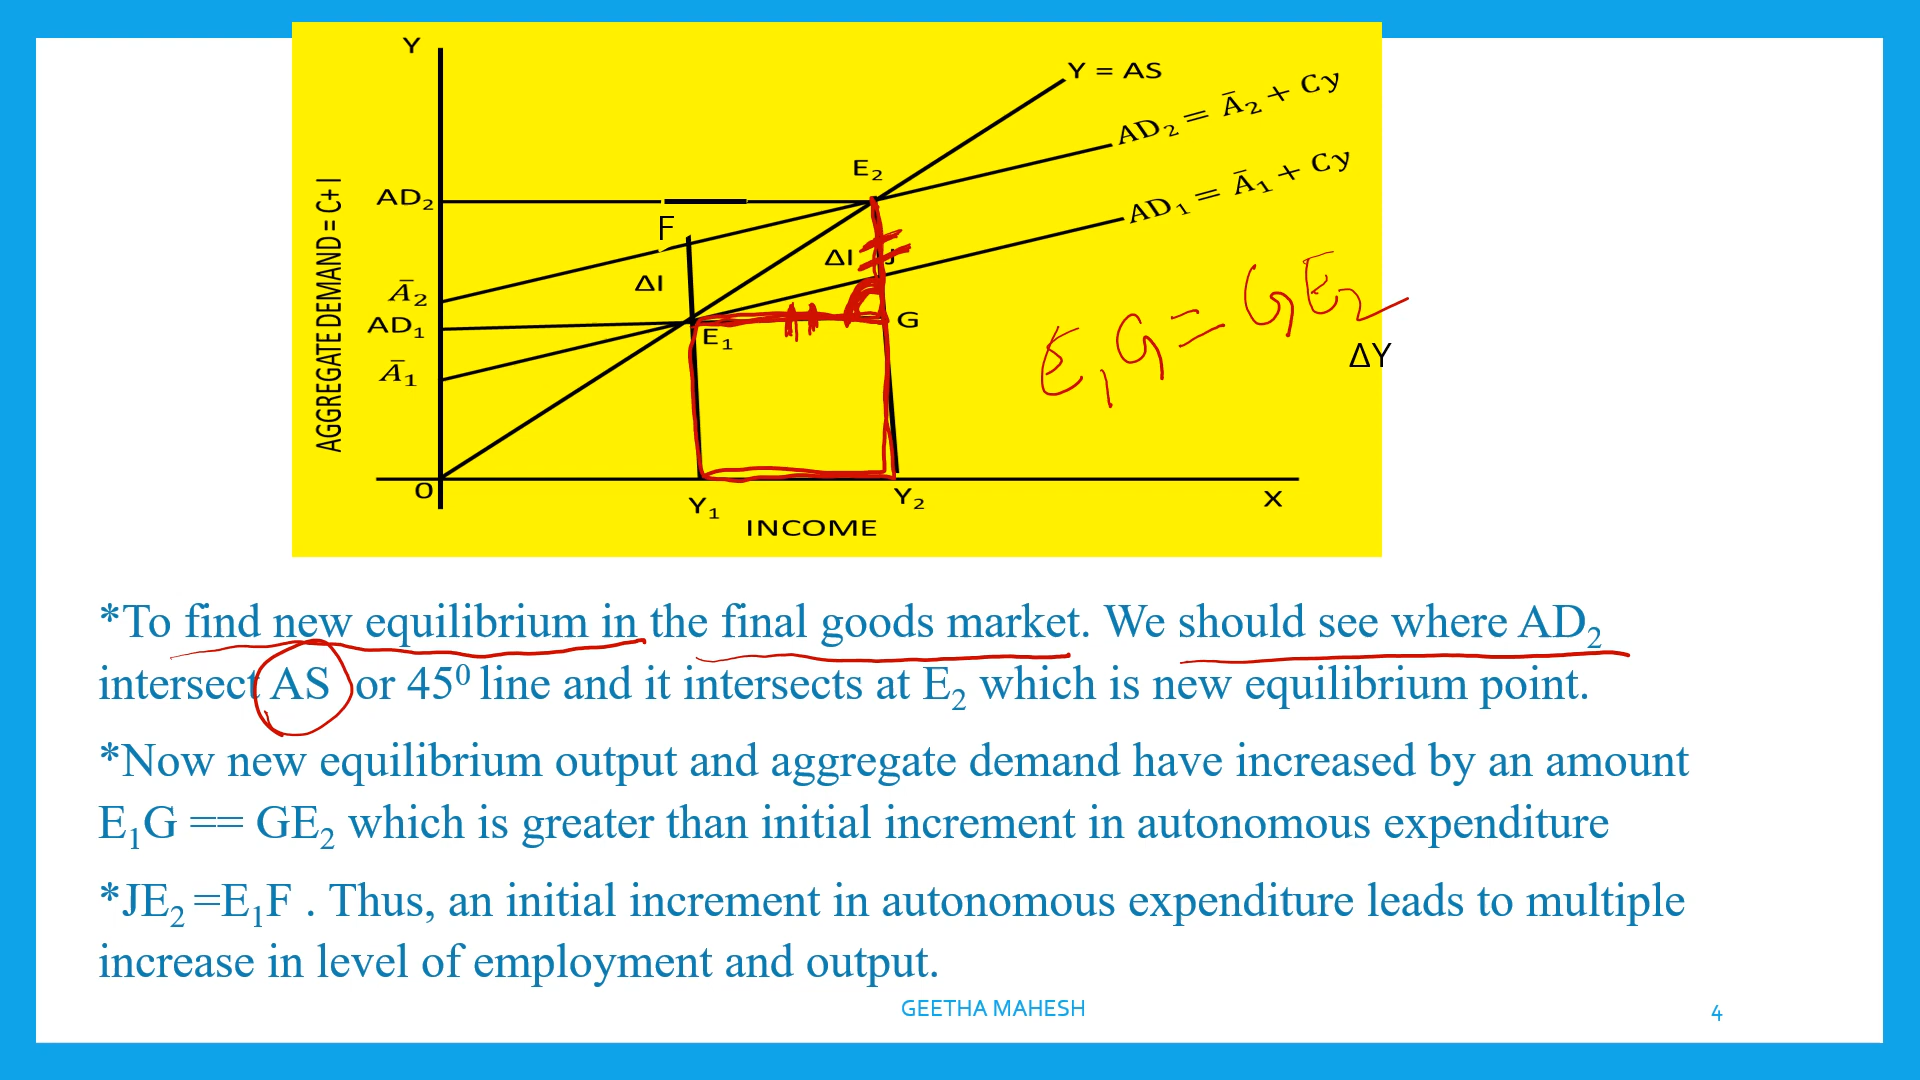 Y
Y = AS
AD₂ = A̅₂ + Cy
AD₁ = A̅₁ + Cy
E₂
AD₂
F
ΔI J
ΔI
A̅₂
AD₁
E₁
G
A̅₁
E₁G = GE₂
ΔY
AGGREGATE DEMAND = C+I
O
Y₁
Y₂
X
INCOME
*To find new equilibrium in the final goods market. We should see where AD₂
intersect AS or 45⁰ line and it intersects at E₂ which is new equilibrium point.
*Now new equilibrium output and aggregate demand have increased by an amount
E₁G == GE₂ which is greater than initial increment in autonomous expenditure
*JE₂ =E₁F . Thus, an initial increment in autonomous expenditure leads to multiple
increase in level of employment and output.
GEETHA MAHESH
4